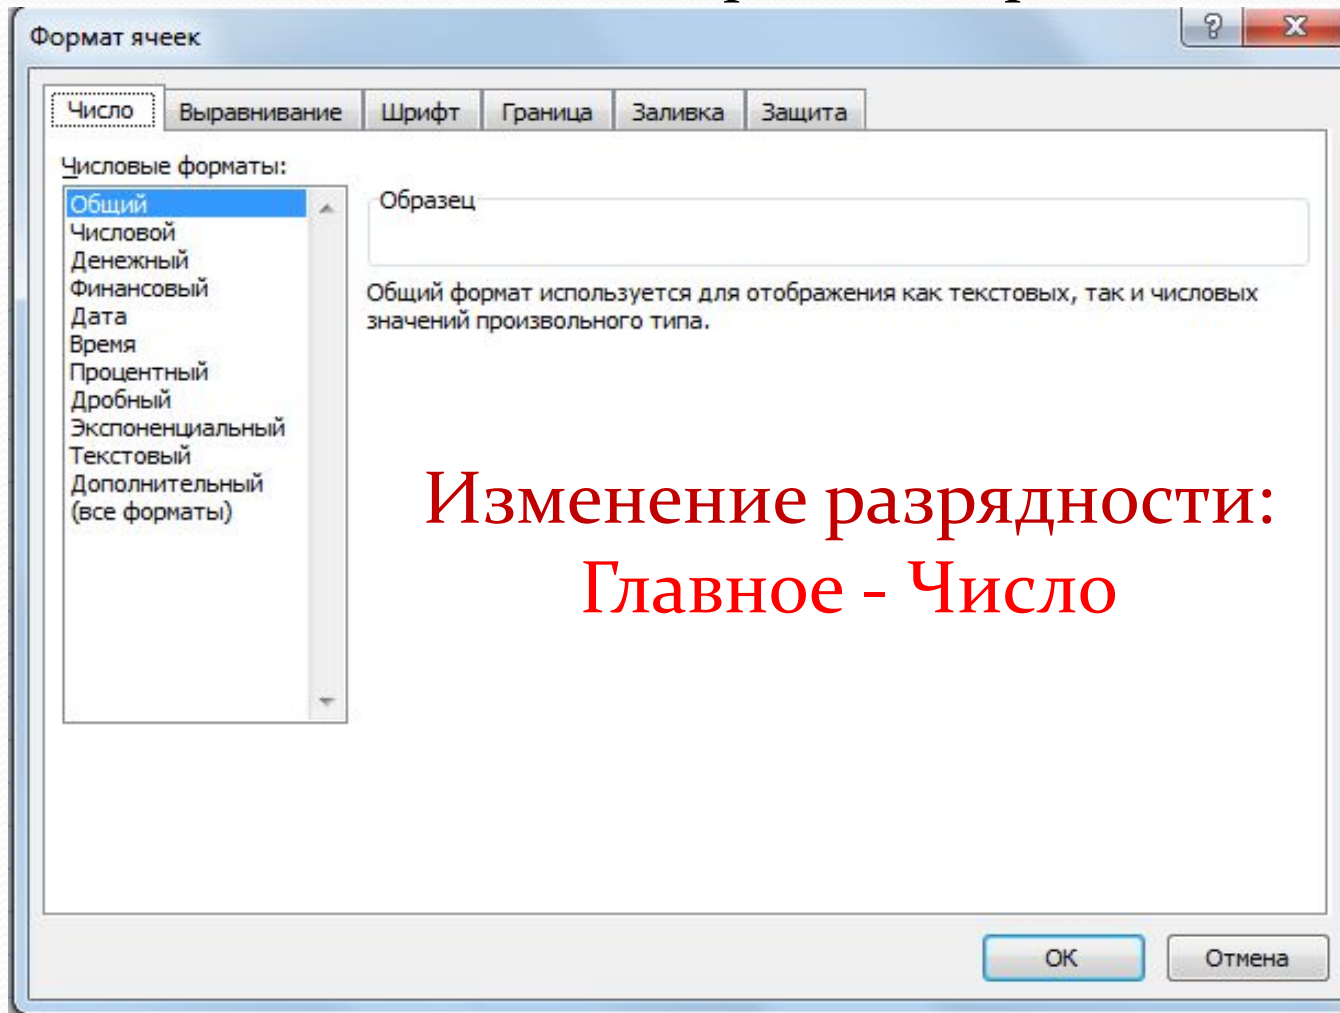 Формат ячеек
Число Выравнивание Шрифт Граница Заливка Защита
Числовые форматы:
Общий
Числовой
Денежный
Финансовый
Дата
Время
Процентный
Дробный
Экспоненциальный
Текстовый
Дополнительный
(все форматы)
Образец
Общий формат используется для отображения как текстовых, так и числовых
значений произвольного типа.
Изменение разрядности:
Главное - Число
ОК Отмена